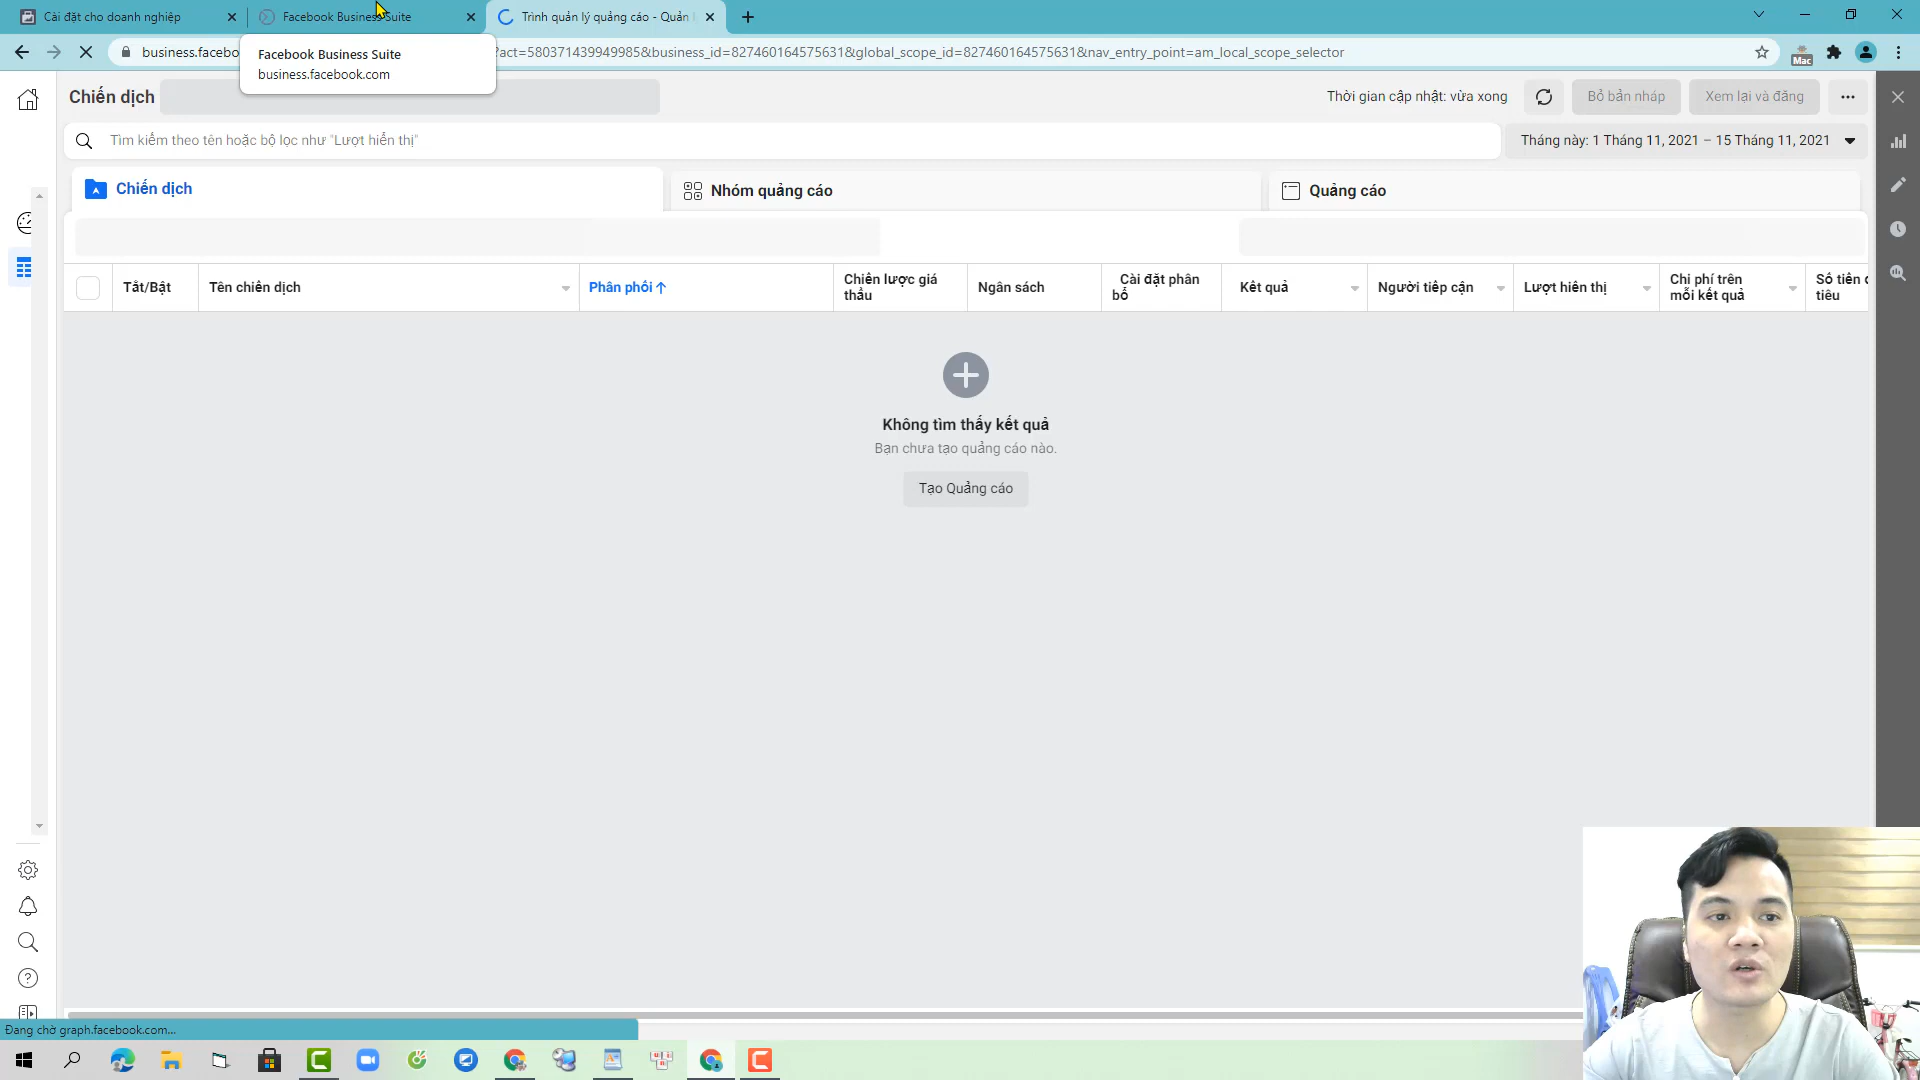 Cài đặt cho doanh nghiệp
Facebook Business Suite
Trình quản lý quảng cáo - Quản
business.facebo
?act=580371439949985&business_id=827460164575631&global_scope_id=827460164575631&nav_entry_point=am_local_scope_selector
Mac
Facebook Business Suite
business.facebook.com
Chiến dịch
Thời gian cập nhật: vừa xong
Bỏ bản nháp
Xem lại và đăng
Tìm kiếm theo tên hoặc bộ lọc như "Lượt hiển thị"
Tháng này: 1 Tháng 11, 2021 – 15 Tháng 11, 2021
Chiến dịch
Nhóm quảng cáo
Quảng cáo
Tắt/Bật
Tên chiến dịch
Phân phối ↑
Chiến lược giá
thầu
Ngân sách
Cài đặt phân
bổ
Kết quả
Người tiếp cận
Lượt hiển thị
Chi phí trên
mỗi kết quả
Số tiền
tiêu
Không tìm thấy kết quả
Bạn chưa tạo quảng cáo nào.
Tạo Quảng cáo
Đang chờ graph.facebook.com...